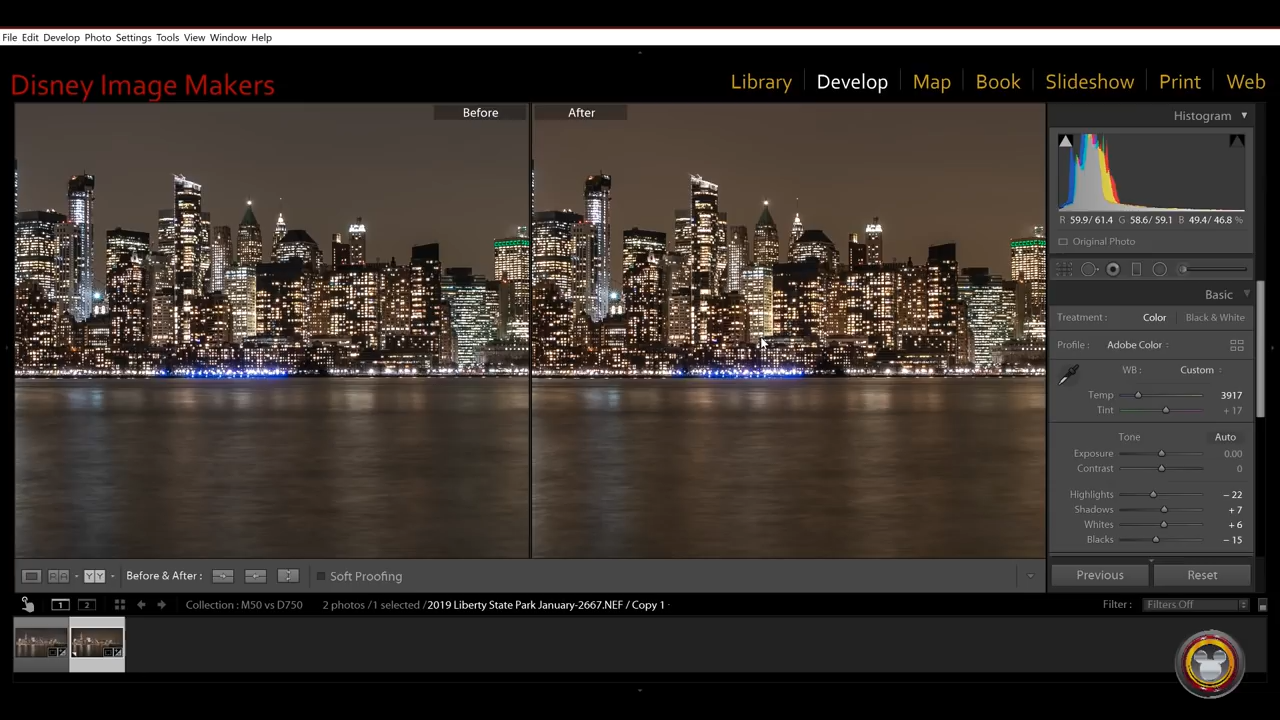 File Edit Develop Photo Settings Tools View Window Help
Disney Image Makers
Library Develop Map Book Slideshow Print Web
Before After
Histogram
R 59.9/ 61.4 G 58.6/ 59.1 B 49.4/ 46.8 %
Original Photo
Basic
Treatment : Color Black & White
Profile : Adobe Color
WB : Custom
Temp 3917
Tint + 17
Tone Auto
Exposure 0.00
Contrast 0
Highlights – 22
Shadows + 7
Whites + 6
Blacks – 15
Before & After : Soft Proofing
Previous Reset
1 2 Collection : M50 vs D750 2 photos /1 selected /2019 Liberty State Park January-2667.NEF / Copy 1
Filter : Filters Off